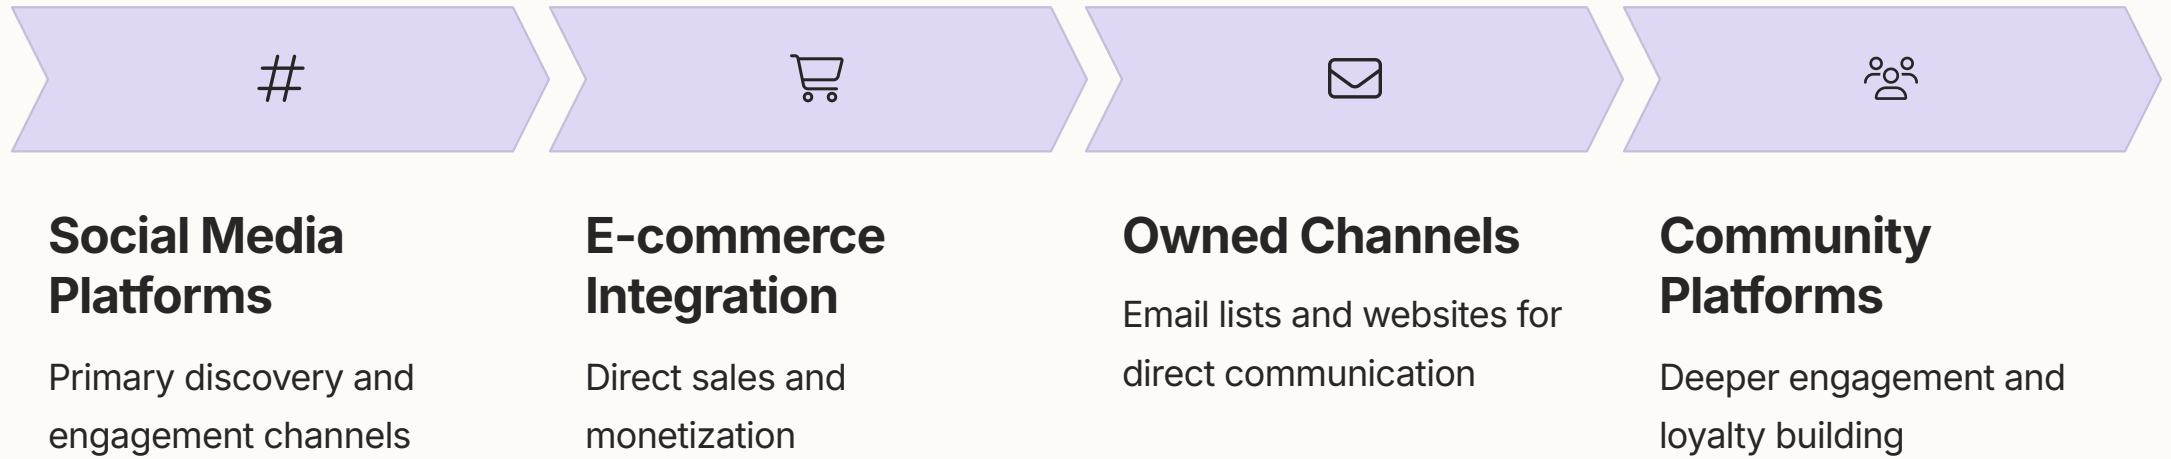 Social Media
Platforms
Primary discovery and
engagement channels
E-commerce
Integration
Direct sales and
monetization
Owned Channels
Email lists and websites for
direct communication
Community
Platforms
Deeper engagement and
loyalty building